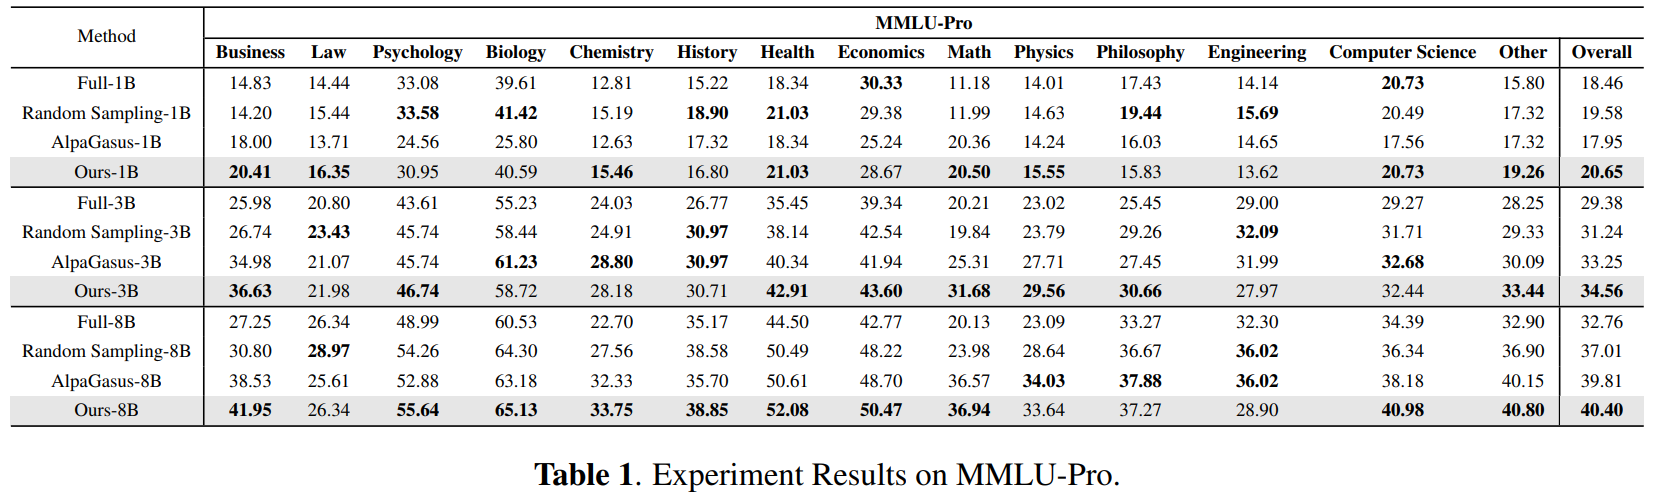 Method MMLU-Pro
Business Law Psychology Biology Chemistry History Health Economics Math Physics Philosophy Engineering Computer Science Other Overall
Full-1B 14.83 14.44 33.08 39.61 12.81 15.22 18.34 30.33 11.18 14.01 17.43 14.14 20.73 15.80 18.46
Random Sampling-1B 14.20 15.44 33.58 41.42 15.19 18.90 21.03 29.38 11.99 14.63 19.44 15.69 20.49 17.32 19.58
AlpaGasus-1B 18.00 13.71 24.56 25.80 12.63 17.32 18.34 25.24 20.36 14.24 16.03 14.65 17.56 17.32 17.95
Ours-1B 20.41 16.35 30.95 40.59 15.46 16.80 21.03 28.67 20.50 15.55 15.83 13.62 20.73 19.26 20.65
Full-3B 25.98 20.80 43.61 55.23 24.03 26.77 35.45 39.34 20.21 23.02 25.45 29.00 29.27 28.25 29.38
Random Sampling-3B 26.74 23.43 45.74 58.44 24.91 30.97 38.14 42.54 19.84 23.79 29.26 32.09 31.71 29.33 31.24
AlpaGasus-3B 34.98 21.07 45.74 61.23 28.80 30.97 40.34 41.94 25.31 27.71 27.45 31.99 32.68 30.09 33.25
Ours-3B 36.63 21.98 46.74 58.72 28.18 30.71 42.91 43.60 31.68 29.56 30.66 27.97 32.44 33.44 34.56
Full-8B 27.25 26.34 48.99 60.53 22.70 35.17 44.50 42.77 20.13 23.09 33.27 32.30 34.39 32.90 32.76
Random Sampling-8B 30.80 28.97 54.26 64.30 27.56 38.58 50.49 48.22 23.98 28.64 36.67 36.02 36.34 36.90 37.01
AlpaGasus-8B 38.53 25.61 52.88 63.18 32.33 35.70 50.61 48.70 36.57 34.03 37.88 36.02 38.18 40.15 39.81
Ours-8B 41.95 26.34 55.64 65.13 33.75 38.85 52.08 50.47 36.94 33.64 37.27 28.90 40.98 40.80 40.40
Table 1. Experiment Results on MMLU-Pro.